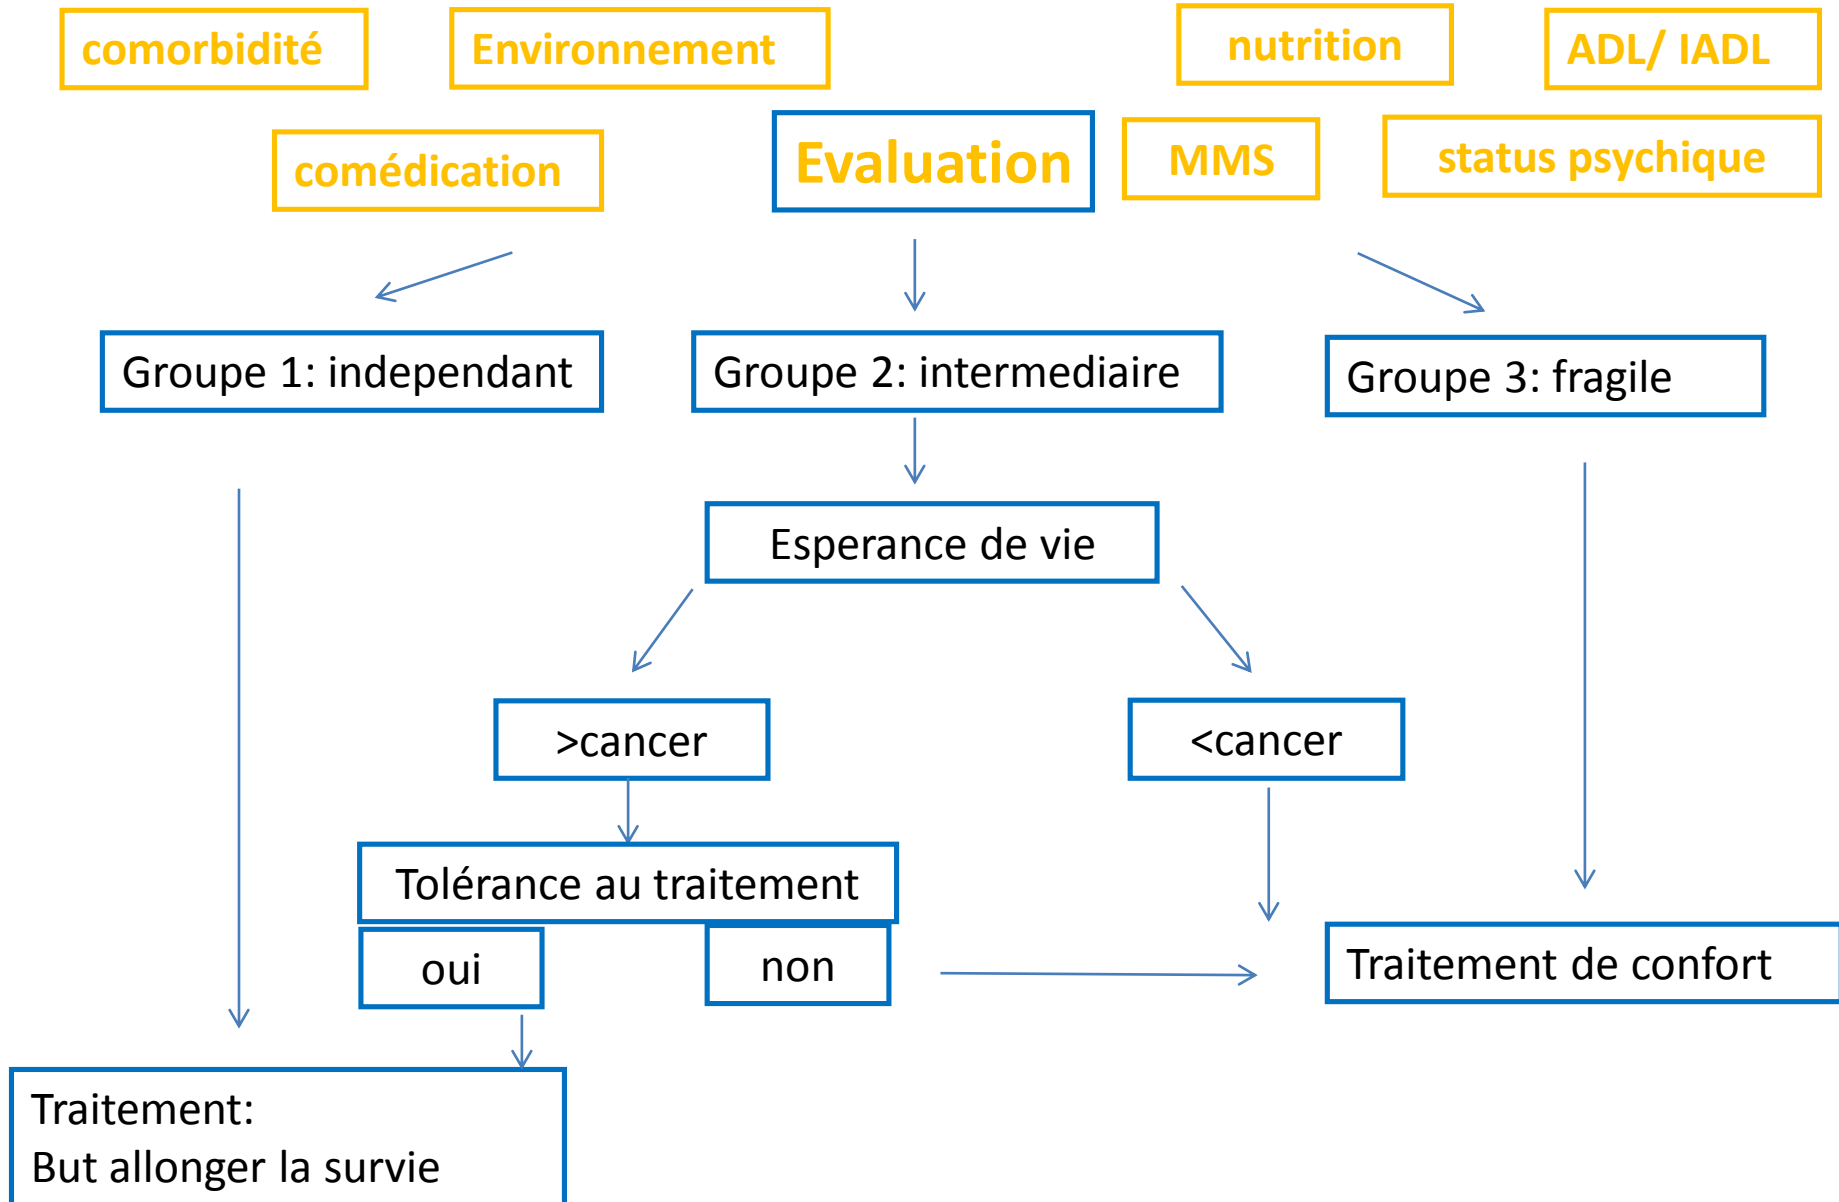 comorbidité
Environnement
nutrition
ADL/ IADL
comédication
Evaluation
MMS
status psychique
Groupe 1: independant
Groupe 2: intermediaire
Groupe 3: fragile
Esperance de vie
>cancer
<cancer
Tolérance au traitement
oui
non
Traitement de confort
Traitement:
But allonger la survie